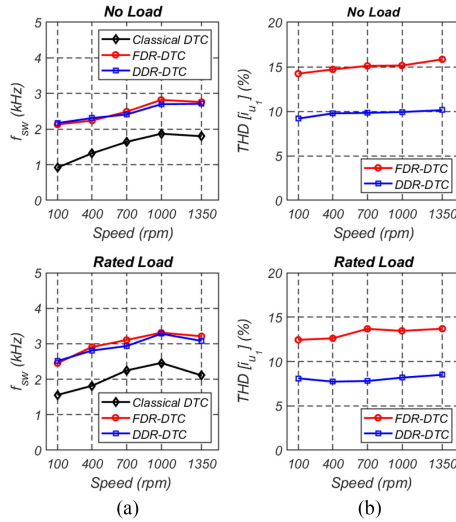 No Load
f_sw (kHz)
5
4
3
2
1
0
Classical DTC
FDR-DTC
DDR-DTC
100 400 700 1000 1350
Speed (rpm)
No Load
THD [i_u1] (%)
20
15
10
5
0
FDR-DTC
DDR-DTC
100 400 700 1000 1350
Speed (rpm)
Rated Load
f_sw (kHz)
5
4
3
2
1
0
Classical DTC
FDR-DTC
DDR-DTC
100 400 700 1000 1350
Speed (rpm)
Rated Load
THD [i_u1] (%)
20
15
10
5
0
FDR-DTC
DDR-DTC
100 400 700 1000 1350
Speed (rpm)
(a)
(b)